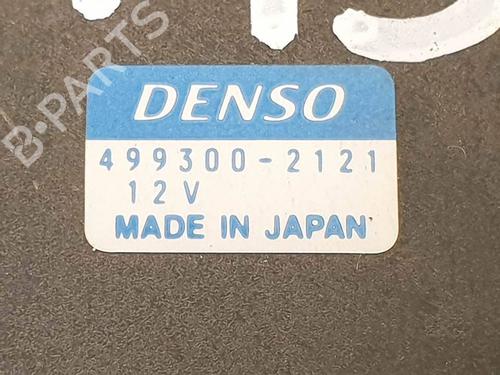 DENSO
499300-2121
12V
MADE IN JAPAN
B-PARTS